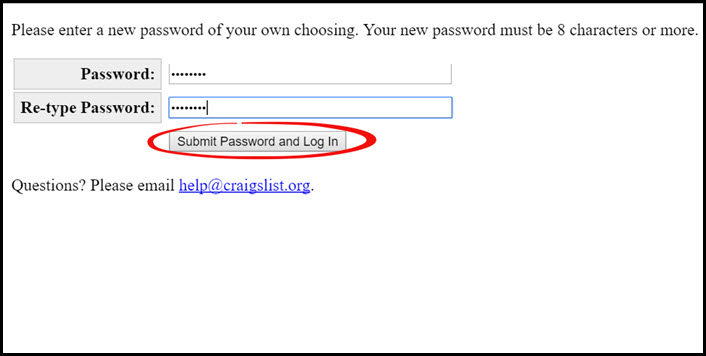 Please enter a new password of your own choosing. Your new password must be 8 characters or more.
Password: ••••••••
Re-type Password: ••••••••
Submit Password and Log In
Questions? Please email help@craigslist.org.